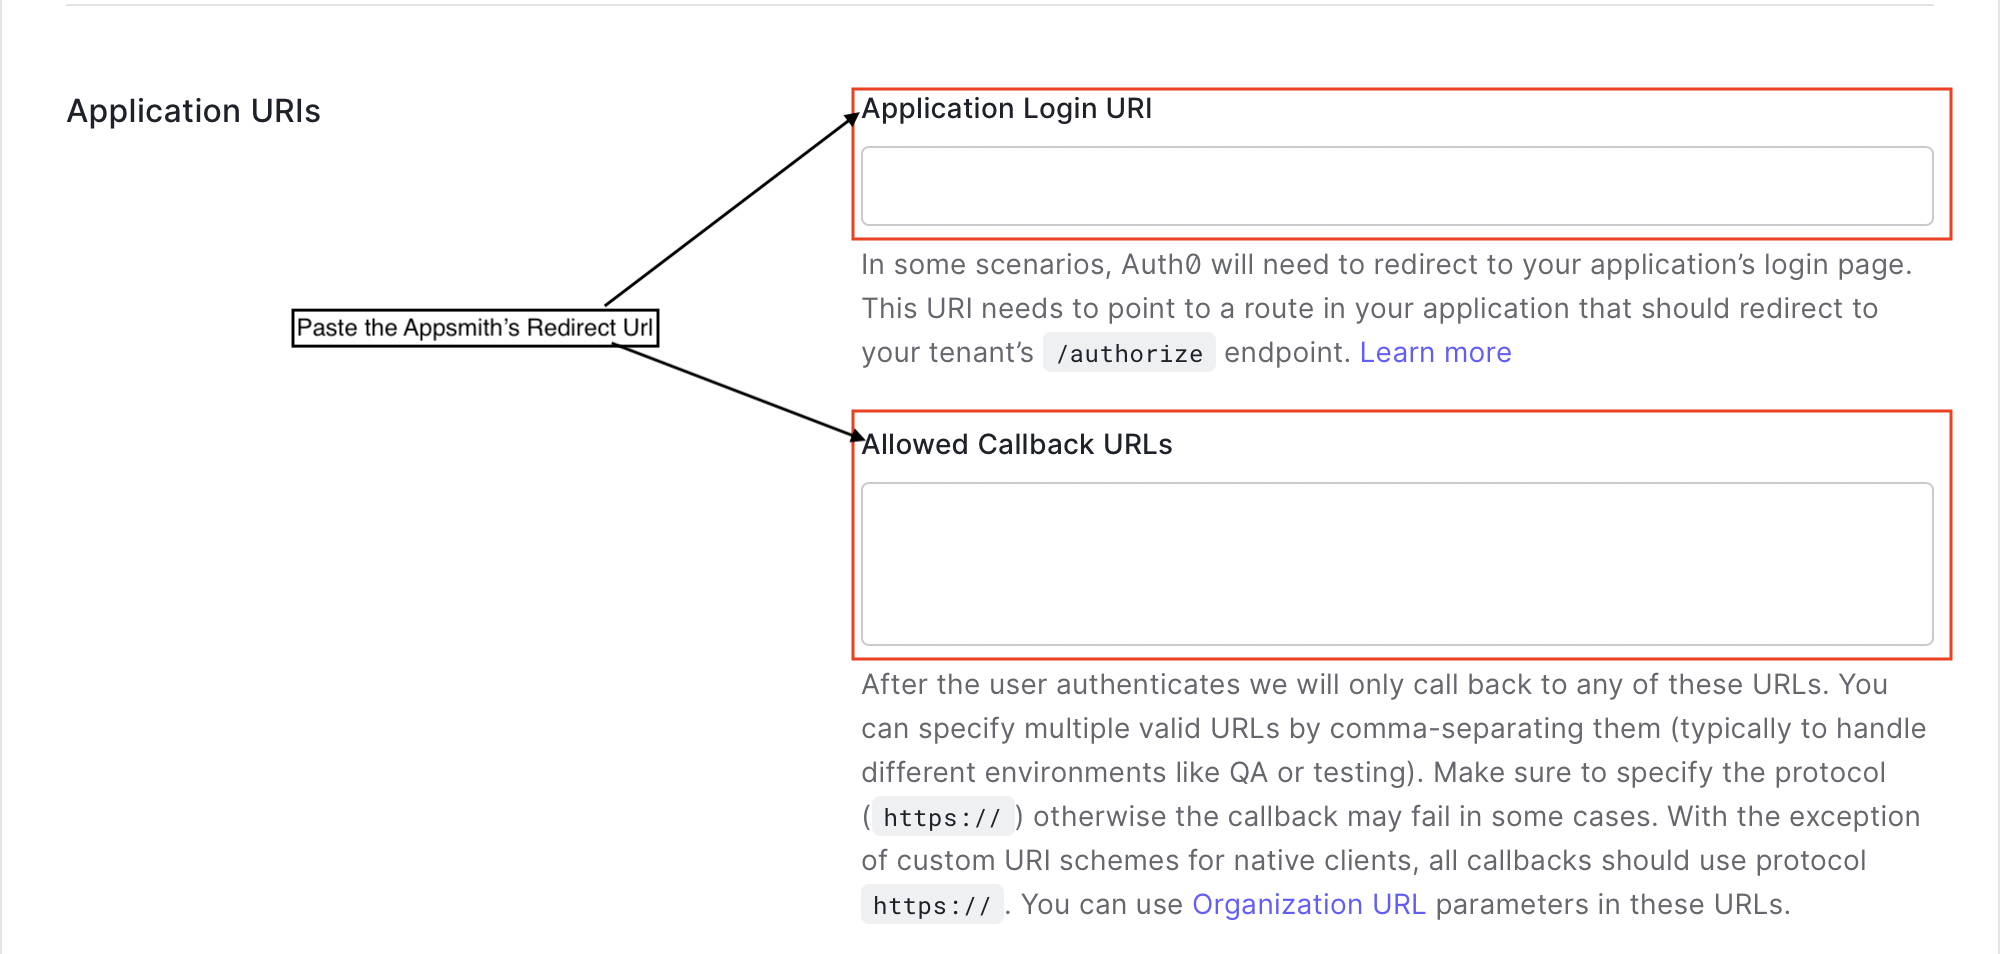 Application URIs
Application Login URI
In some scenarios, Auth0 will need to redirect to your application’s login page.
This URI needs to point to a route in your application that should redirect to
your tenant’s /authorize endpoint. Learn more
Paste the Appsmith’s Redirect Url
Allowed Callback URLs
After the user authenticates we will only call back to any of these URLs. You
can specify multiple valid URLs by comma-separating them (typically to handle
different environments like QA or testing). Make sure to specify the protocol
(https://) otherwise the callback may fail in some cases. With the exception
of custom URI schemes for native clients, all callbacks should use protocol
https://. You can use Organization URL parameters in these URLs.